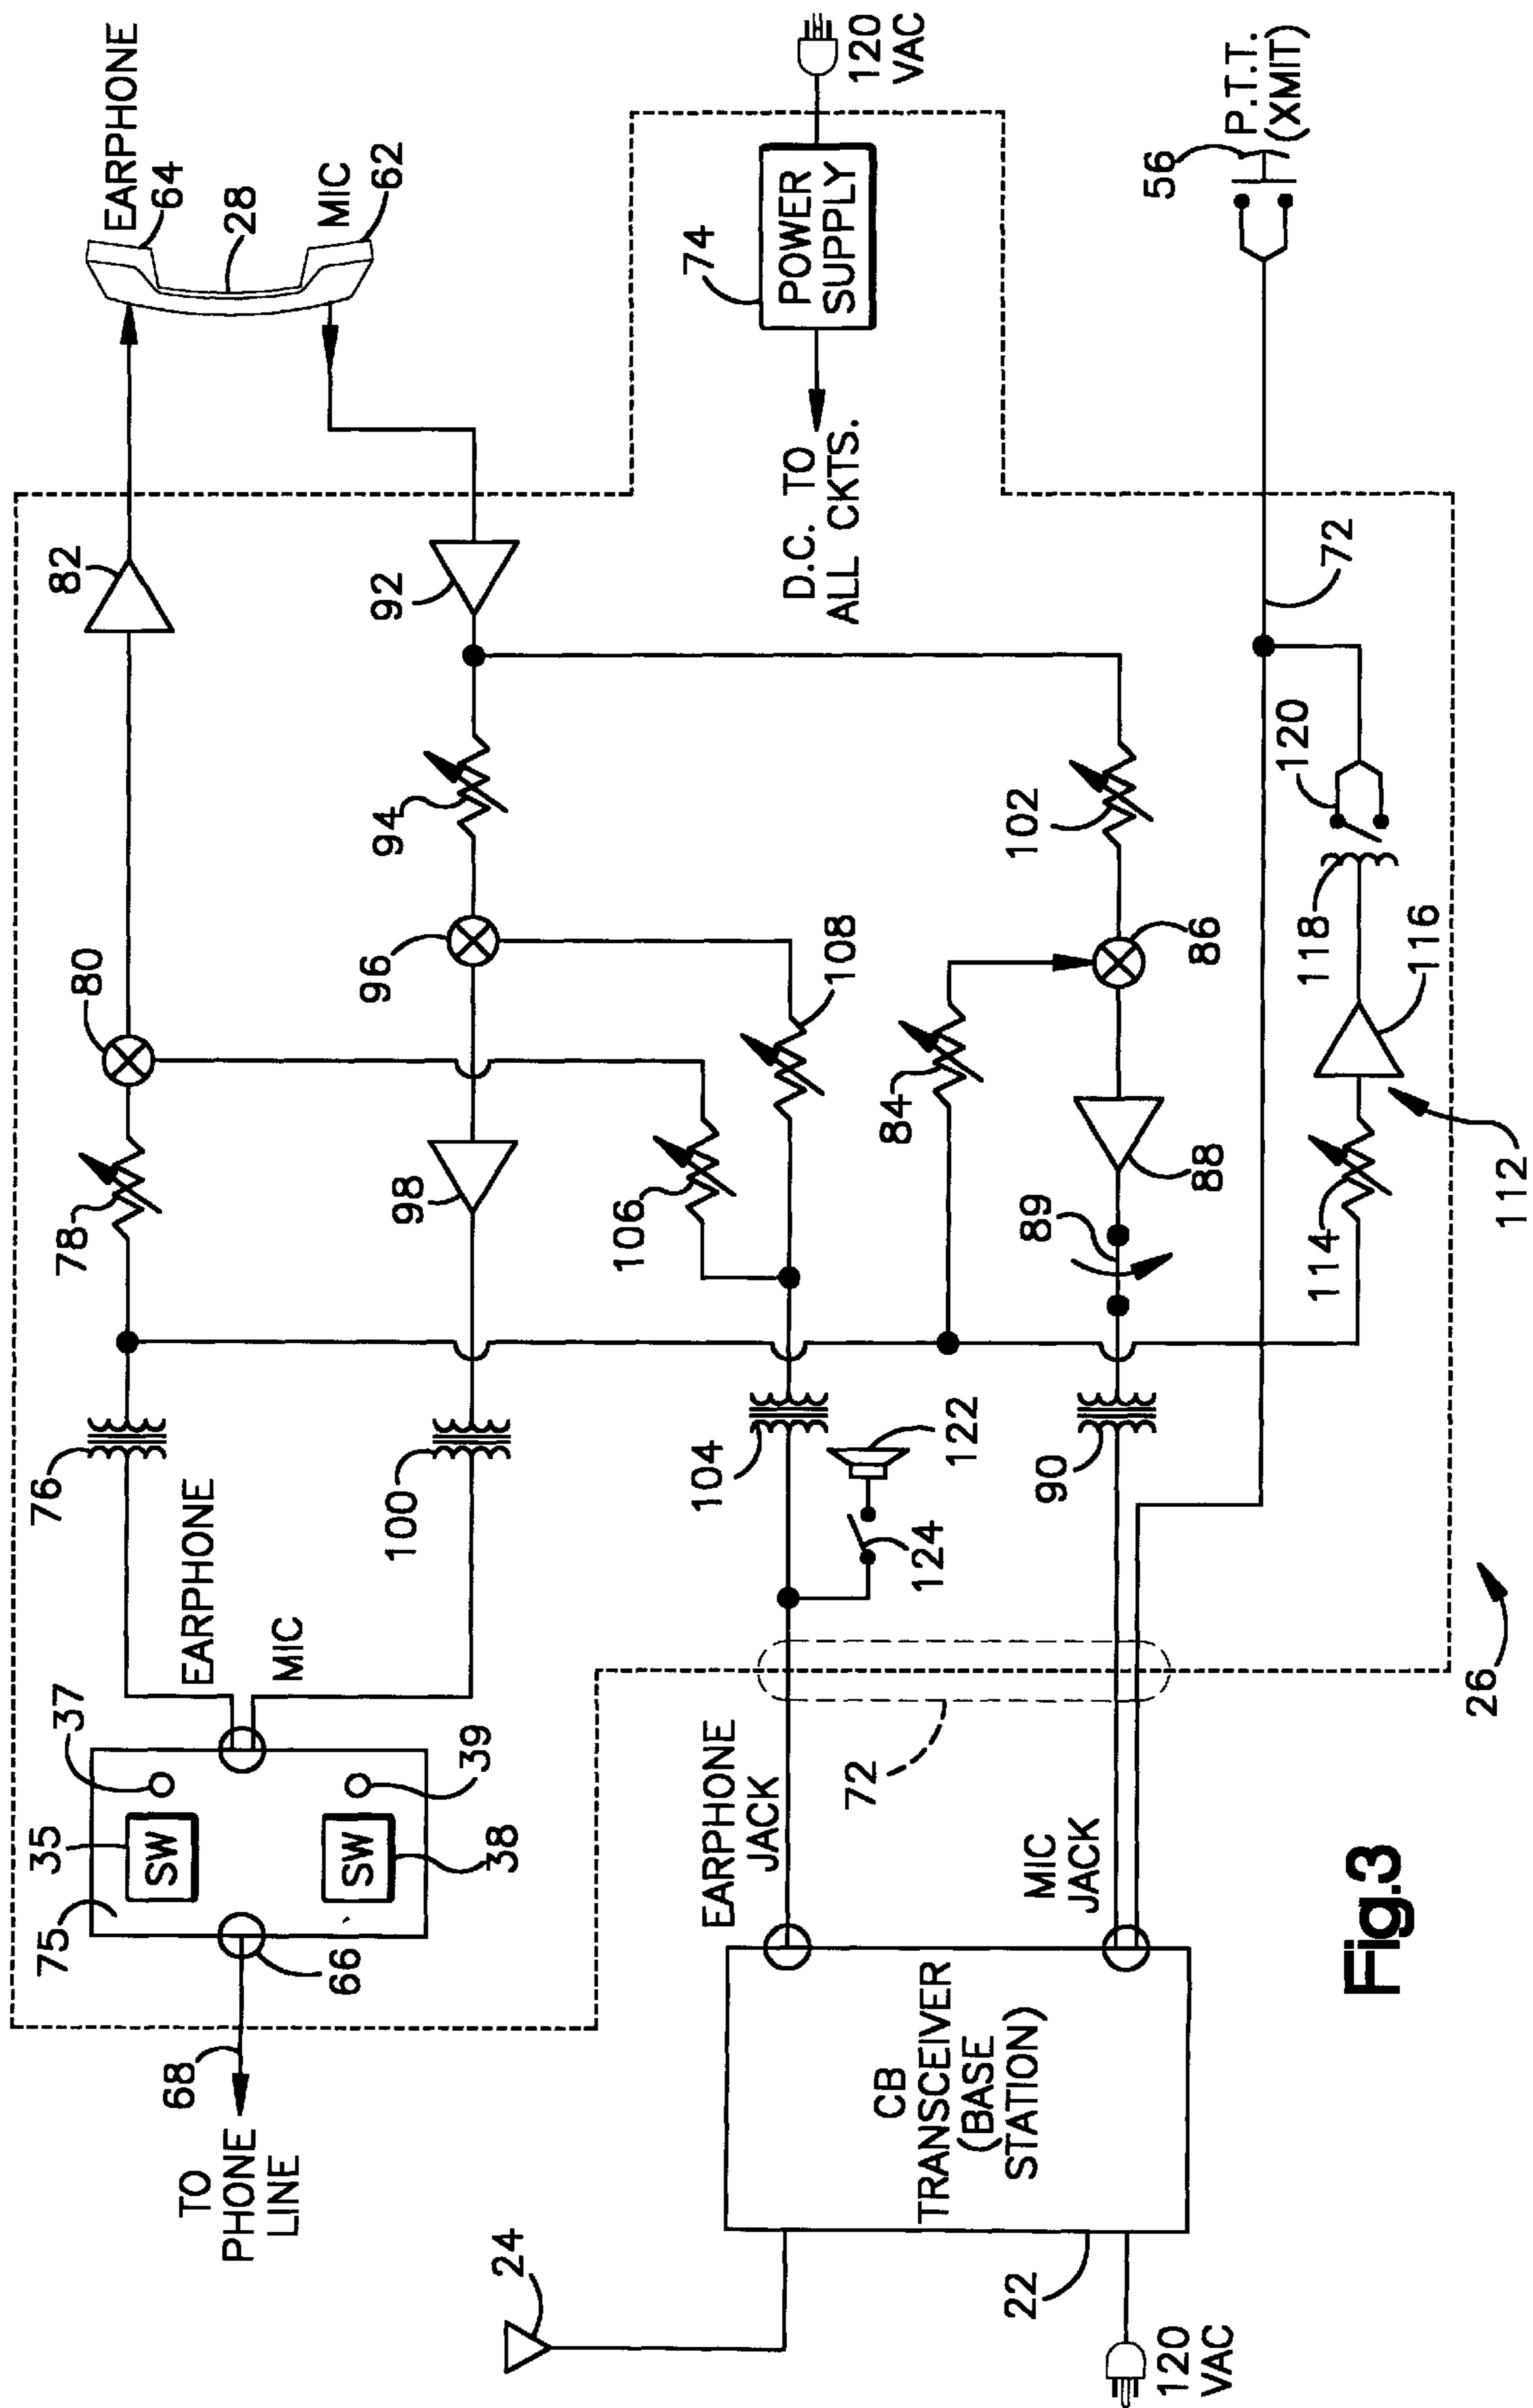 EARPHONE
64
28
MIC
62
82
92
120
VAC
74
POWER
SUPPLY
D.C. TO
ALL CKTS.
56
P.T.T.
(XMIT)
72
80
78
94
96
98
108
106
102
86
84
88
89
120
118
116
114
112
76
EARPHONE
100
MIC
104
122
124
90
37
35
SW
39
SW
38
75
66
68
TO
PHONE
LINE
EARPHONE
JACK
72
MIC
JACK
26
CB
TRANSCEIVER
(BASE
STATION)
24
22
120
VAC
Fig.3